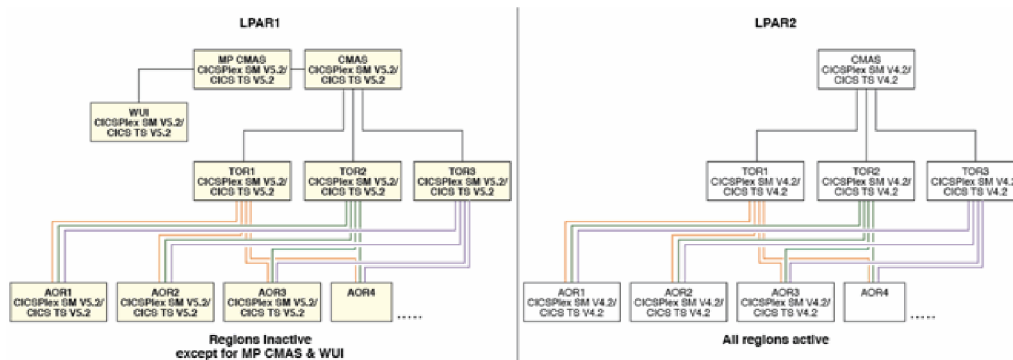 LPAR1
MP CMAS
CICSPlex SM V5.2/
CICS TS V5.2
CMAS
CICSPlex SM V5.2/
CICS TS V5.2
WUI
CICSPlex SM V5.2/
CICS TS V5.2
TOR1
CICSPlex SM V5.2/
CICS TS V5.2
TOR2
CICSPlex SM V5.2/
CICS TS V5.2
TOR3
CICSPlex SM V5.2/
CICS TS V5.2
AOR1
CICSPlex SM V5.2/
CICS TS V5.2
AOR2
CICSPlex SM V5.2/
CICS TS V5.2
AOR3
CICSPlex SM V5.2/
CICS TS V5.2
AOR4
.....
Regions Inactive
except for MP CMAS & WUI
LPAR2
CMAS
CICSPlex SM V4.2/
CICS TS V4.2
TOR1
CICSPlex SM V4.2/
CICS TS V4.2
TOR2
CICSPlex SM V4.2/
CICS TS V4.2
TOR3
CICSPlex SM V4.2/
CICS TS V4.2
AOR1
CICSPlex SM V4.2/
CICS TS V4.2
AOR2
CICSPlex SM V4.2/
CICS TS V4.2
AOR3
CICSPlex SM V4.2/
CICS TS V4.2
AOR4
.....
All regions active